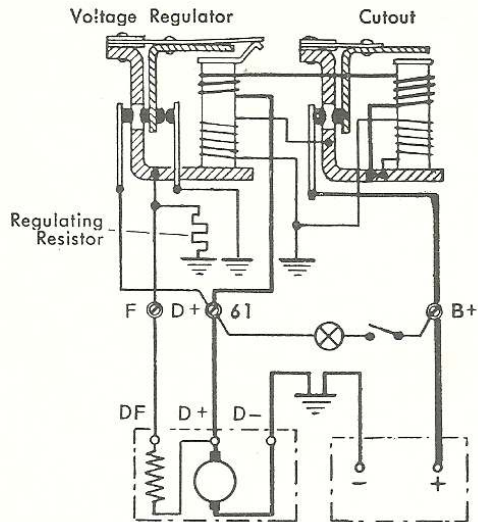 Voltage Regulator Cutout
Regulating
Resistor
F D+ 61 B+
DF D+ D-
- +